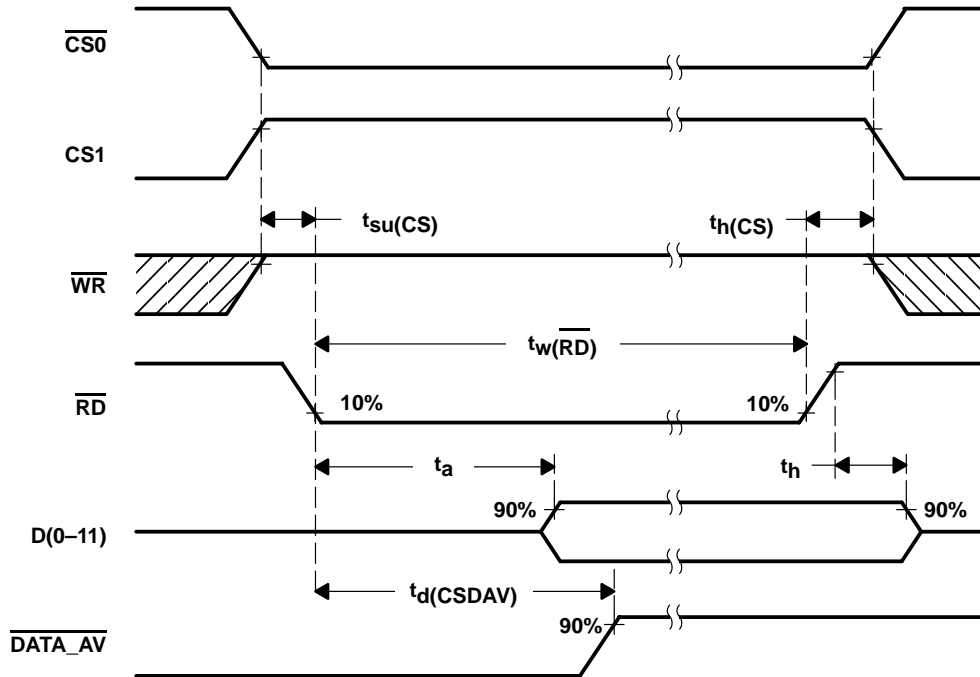 CS0
CS1
tsu(CS)
th(CS)
WR
tw(RD)
RD
10%
10%
ta
th
90%
90%
D(0–11)
td(CSDAV)
90%
DATA_AV